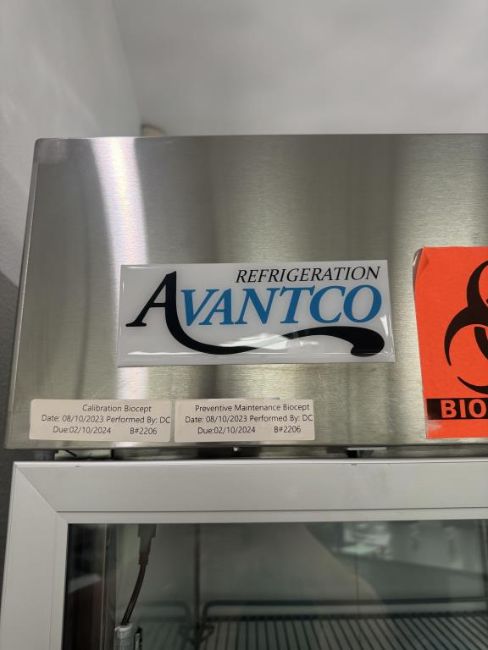 REFRIGERATION
AVANTCO
Calibration Biocept
Date: 08/10/2023 Performed By: DC
Due:02/10/2024 B#2206
Preventive Maintenance Biocept
Date: 08/10/2023 Performed By: DC
Due:02/10/2024 B#2206
BIO